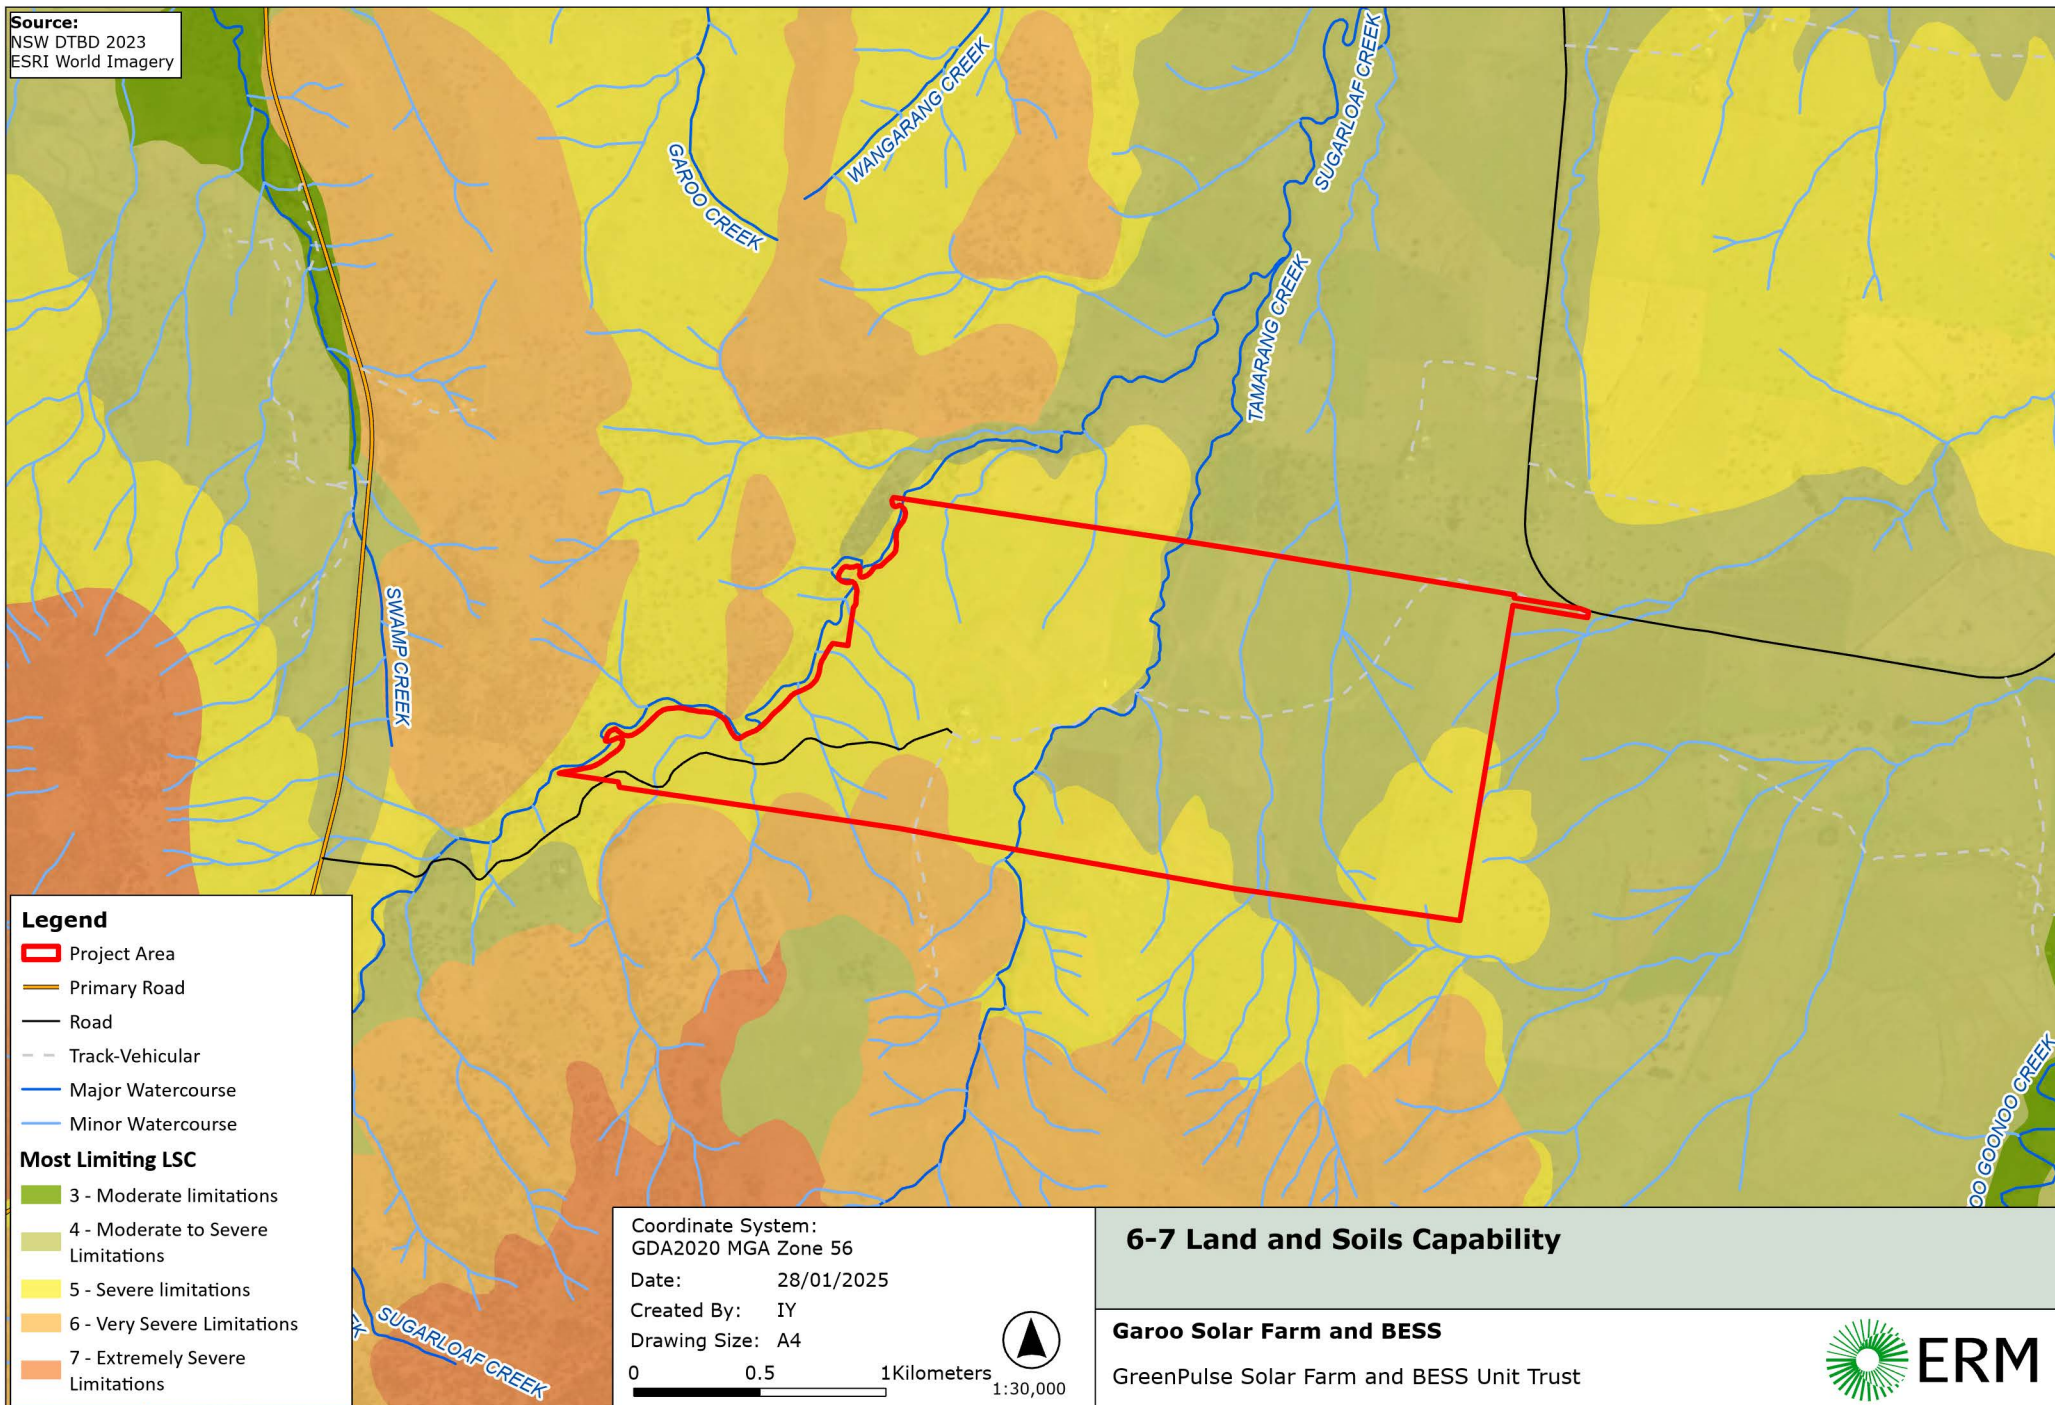 Source:
NSW DTBD 2023
ESRI World Imagery
GAROO CREEK
WANGARANG CREEK
SUGARLOAF CREEK
TAMARANG CREEK
SWAMP CREEK
OO GOONOO CREEK
EK
SUGARLOAF CREEK
Legend
Project Area
Primary Road
Road
Track-Vehicular
Major Watercourse
Minor Watercourse
Most Limiting LSC
3 - Moderate limitations
4 - Moderate to Severe
Limitations
5 - Severe limitations
6 - Very Severe Limitations
7 - Extremely Severe
Limitations
Coordinate System:
GDA2020 MGA Zone 56
Date: 28/01/2025
Created By: IY
Drawing Size: A4
0 0.5 1 Kilometers
1:30,000
6-7 Land and Soils Capability
Garoo Solar Farm and BESS
GreenPulse Solar Farm and BESS Unit Trust
ERM